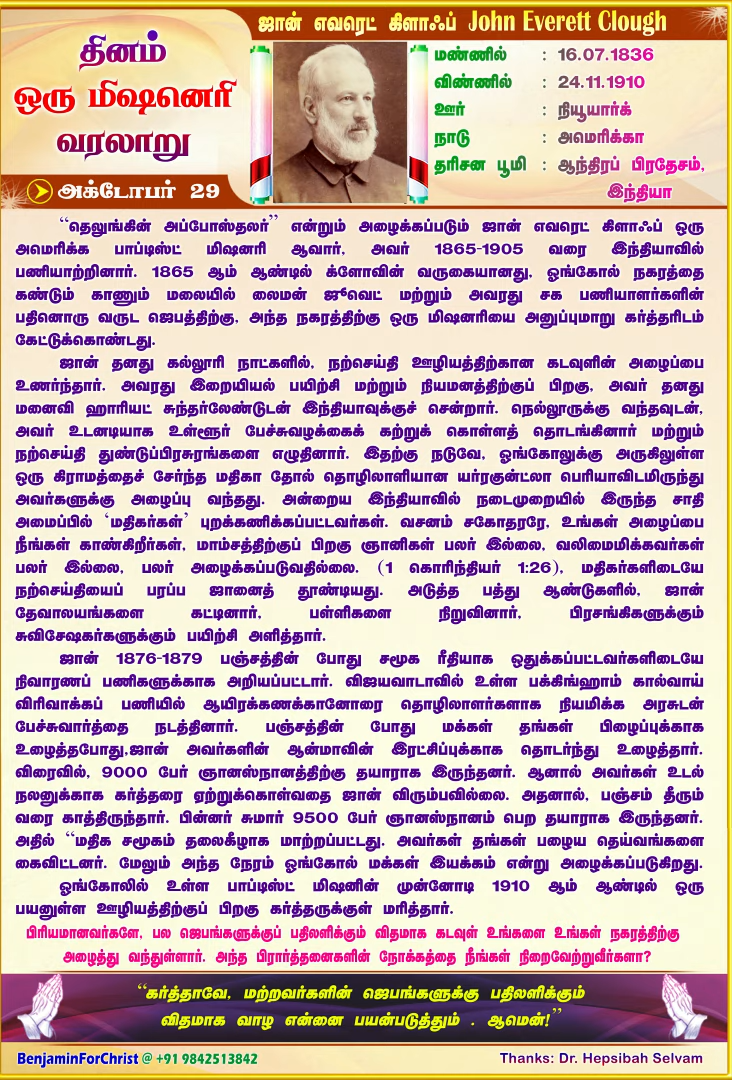 தினம்
ஒரு மிஷனெரி
வரலாறு
அக்டோபர் 29
ஜான் எவரெட் கிளாஃப் John Everett Clough
மண்ணில் : 16.07.1836
விண்ணில் : 24.11.1910
ஊர் : நியூயார்க்
நாடு : அமெரிக்கா
தரிசன பூமி : ஆந்திரப் பிரதேசம்,
இந்தியா
“தெலுங்கின் அப்போஸ்தலர்” என்றும் அழைக்கப்படும் ஜான் எவரெட் கிளாஃப் ஒரு
அமெரிக்க பாப்டிஸ்ட் மிஷனரி ஆவார், அவர் 1865-1905 வரை இந்தியாவில்
பணியாற்றினார். 1865 ஆம் ஆண்டில் க்ளோவின் வருகையானது, ஓங்கோல் நகரத்தை
கண்டும் காணும் மலையில் லைமன் ஜுவெட் மற்றும் அவரது சக பணியாளர்களின்
பதினொரு வருட ஜெபத்திற்கு, அந்த நகரத்திற்கு ஒரு மிஷனரியை அனுப்புமாறு கர்த்தரிடம்
கேட்டுக்கொண்டது.
ஜான் தனது கல்லூரி நாட்களில், நற்செய்தி ஊழியத்திற்கான கடவுளின் அழைப்பை
உணர்ந்தார். அவரது இறையியல் பயிற்சி மற்றும் நியமனத்திற்குப் பிறகு, அவர் தனது
மனைவி ஹாரியட் சுந்தர்லேண்டுடன் இந்தியாவுக்குச் சென்றார். நெல்லூருக்கு வந்தவுடன்,
அவர் உடனடியாக உள்ளூர் பேச்சுவழக்கைக் கற்றுக் கொள்ளத் தொடங்கினார் மற்றும்
நற்செய்தி துண்டுப்பிரசுரங்களை எழுதினார். இதற்கு நடுவே, ஓங்கோலுக்கு அருகிலுள்ள
ஒரு கிராமத்தைச் சேர்ந்த மதிகா தோல் தொழிலாளியான யர்ரகுன்ட்லா பெரியாவிடமிருந்து
அவர்களுக்கு அழைப்பு வந்தது. அன்றைய இந்தியாவில் நடைமுறையில் இருந்த சாதி
அமைப்பில் ‘மதிகர்கள்’ புறக்கணிக்கப்பட்டவர்கள். வசனம் சகோதரரே, உங்கள் அழைப்பை
நீங்கள் காண்கிறீர்கள், மாம்சத்திற்குப் பிறகு ஞானிகள் பலர் இல்லை, வலிமைமிக்கவர்கள்
பலர் இல்லை, பலர் அழைக்கப்படுவதில்லை. (1 கொரிந்தியர் 1:26), மதிகர்களிடையே
நற்செய்தியைப் பரப்ப ஜானைத் தூண்டியது. அடுத்த பத்து ஆண்டுகளில், ஜான்
தேவாலயங்களை கட்டினார், பள்ளிகளை நிறுவினார், பிரசங்கிகளுக்கும்
சுவிசேஷகர்களுக்கும் பயிற்சி அளித்தார்.
ஜான் 1876-1879 பஞ்சத்தின் போது சமூக ரீதியாக ஒதுக்கப்பட்டவர்களிடையே
நிவாரணப் பணிகளுக்காக அறியப்பட்டார். விஜயவாடாவில் உள்ள பக்கிங்ஹாம் கால்வாய்
விரிவாக்கப் பணியில் ஆயிரக்கணக்கானோரை தொழிலாளர்களாக நியமிக்க அரசுடன்
பேச்சுவார்த்தை நடத்தினார். பஞ்சத்தின் போது மக்கள் தங்கள் பிழைப்புக்காக
உழைத்தபோது,ஜான் அவர்களின் ஆன்மாவின் இரட்சிப்புக்காக தொடர்ந்து உழைத்தார்.
விரைவில், 9000 பேர் ஞானஸ்நானத்திற்கு தயாராக இருந்தனர். ஆனால் அவர்கள் உடல்
நலனுக்காக கர்த்தரை ஏற்றுக்கொள்வதை ஜான் விரும்பவில்லை. அதனால், பஞ்சம் தீரும்
வரை காத்திருந்தார். பின்னர் சுமார் 9500 பேர் ஞானஸ்நானம் பெற தயாராக இருந்தனர்.
அதில் “மதிக சமூகம் தலைகீழாக மாற்றப்பட்டது. அவர்கள் தங்கள் பழைய தெய்வங்களை
கைவிட்டனர். மேலும் அந்த நேரம் ஓங்கோல் மக்கள் இயக்கம் என்று அழைக்கப்படுகிறது.
ஓங்கோலில் உள்ள பாப்டிஸ்ட் மிஷனின் முன்னோடி 1910 ஆம் ஆண்டில் ஒரு
பயனுள்ள ஊழியத்திற்குப் பிறகு கர்த்தருக்குள் மரித்தார்.
பிரியமானவர்களே, பல ஜெபங்களுக்குப் பதிலளிக்கும் விதமாக கடவுள் உங்களை உங்கள் நகரத்திற்கு
அழைத்து வந்துள்ளார். அந்த பிரார்த்தனைகளின் நோக்கத்தை நீங்கள் நிறைவேற்றுவீர்களா?
“கர்த்தாவே, மற்றவர்களின் ஜெபங்களுக்கு பதிலளிக்கும்
விதமாக வாழ என்னை பயன்படுத்தும் . ஆமென்!”
BenjaminForChrist @ +91 9842513842
Thanks: Dr. Hepsibah Selvam